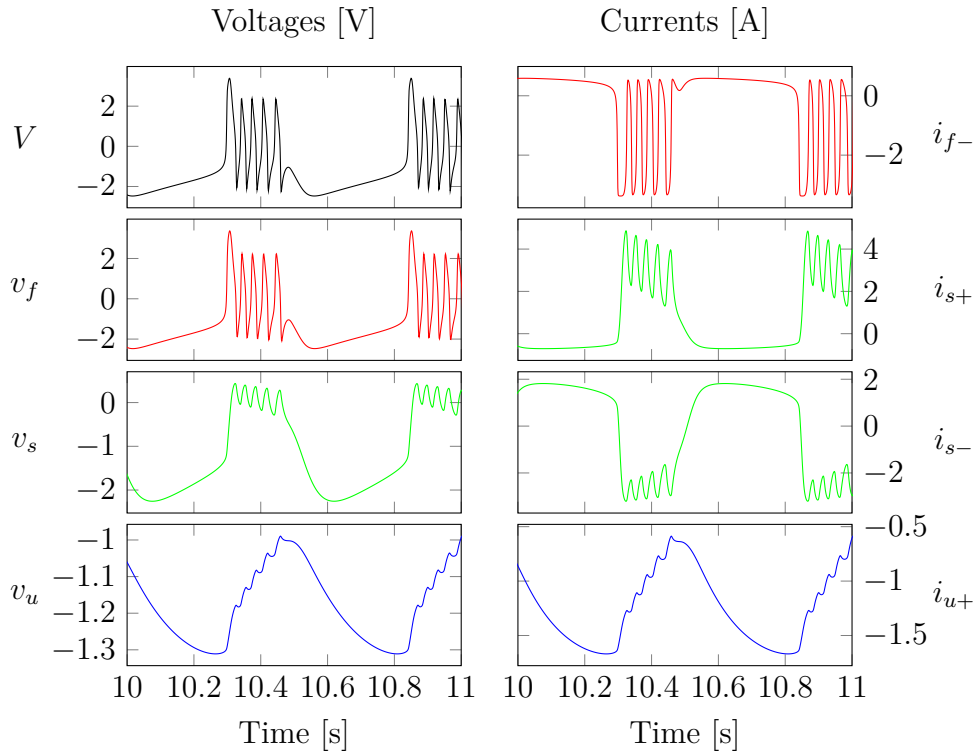 Voltages [V] Currents [A]
2
0
−2
V
0
−2
i_{f−}
2
0
−2
v_f
4
2
0
i_{s+}
0
−1
−2
v_s
2
0
−2
i_{s−}
−1
−1.1
−1.2
−1.3
v_u
−0.5
−1
−1.5
i_{u+}
10 10.2 10.4 10.6 10.8 11 10 10.2 10.4 10.6 10.8 11
Time [s] Time [s]